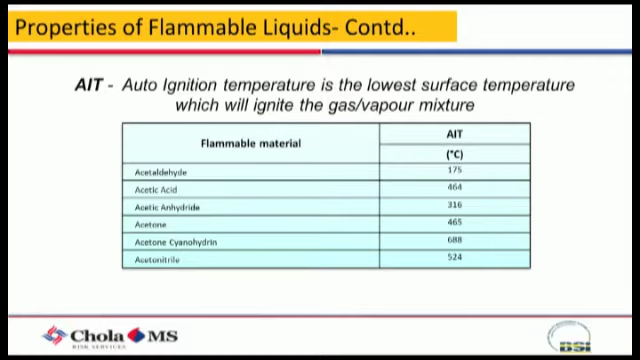 Properties of Flammable Liquids- Contd..
AIT - Auto Ignition temperature is the lowest surface temperature
which will ignite the gas/vapour mixture
Flammable material AIT
(°C)
Acetaldehyde 175
Acetic Acid 464
Acetic Anhydride 316
Acetone 465
Acetone Cyanohydrin 688
Acetonitrile 524
Chola MS
RISK SERVICES
BSI